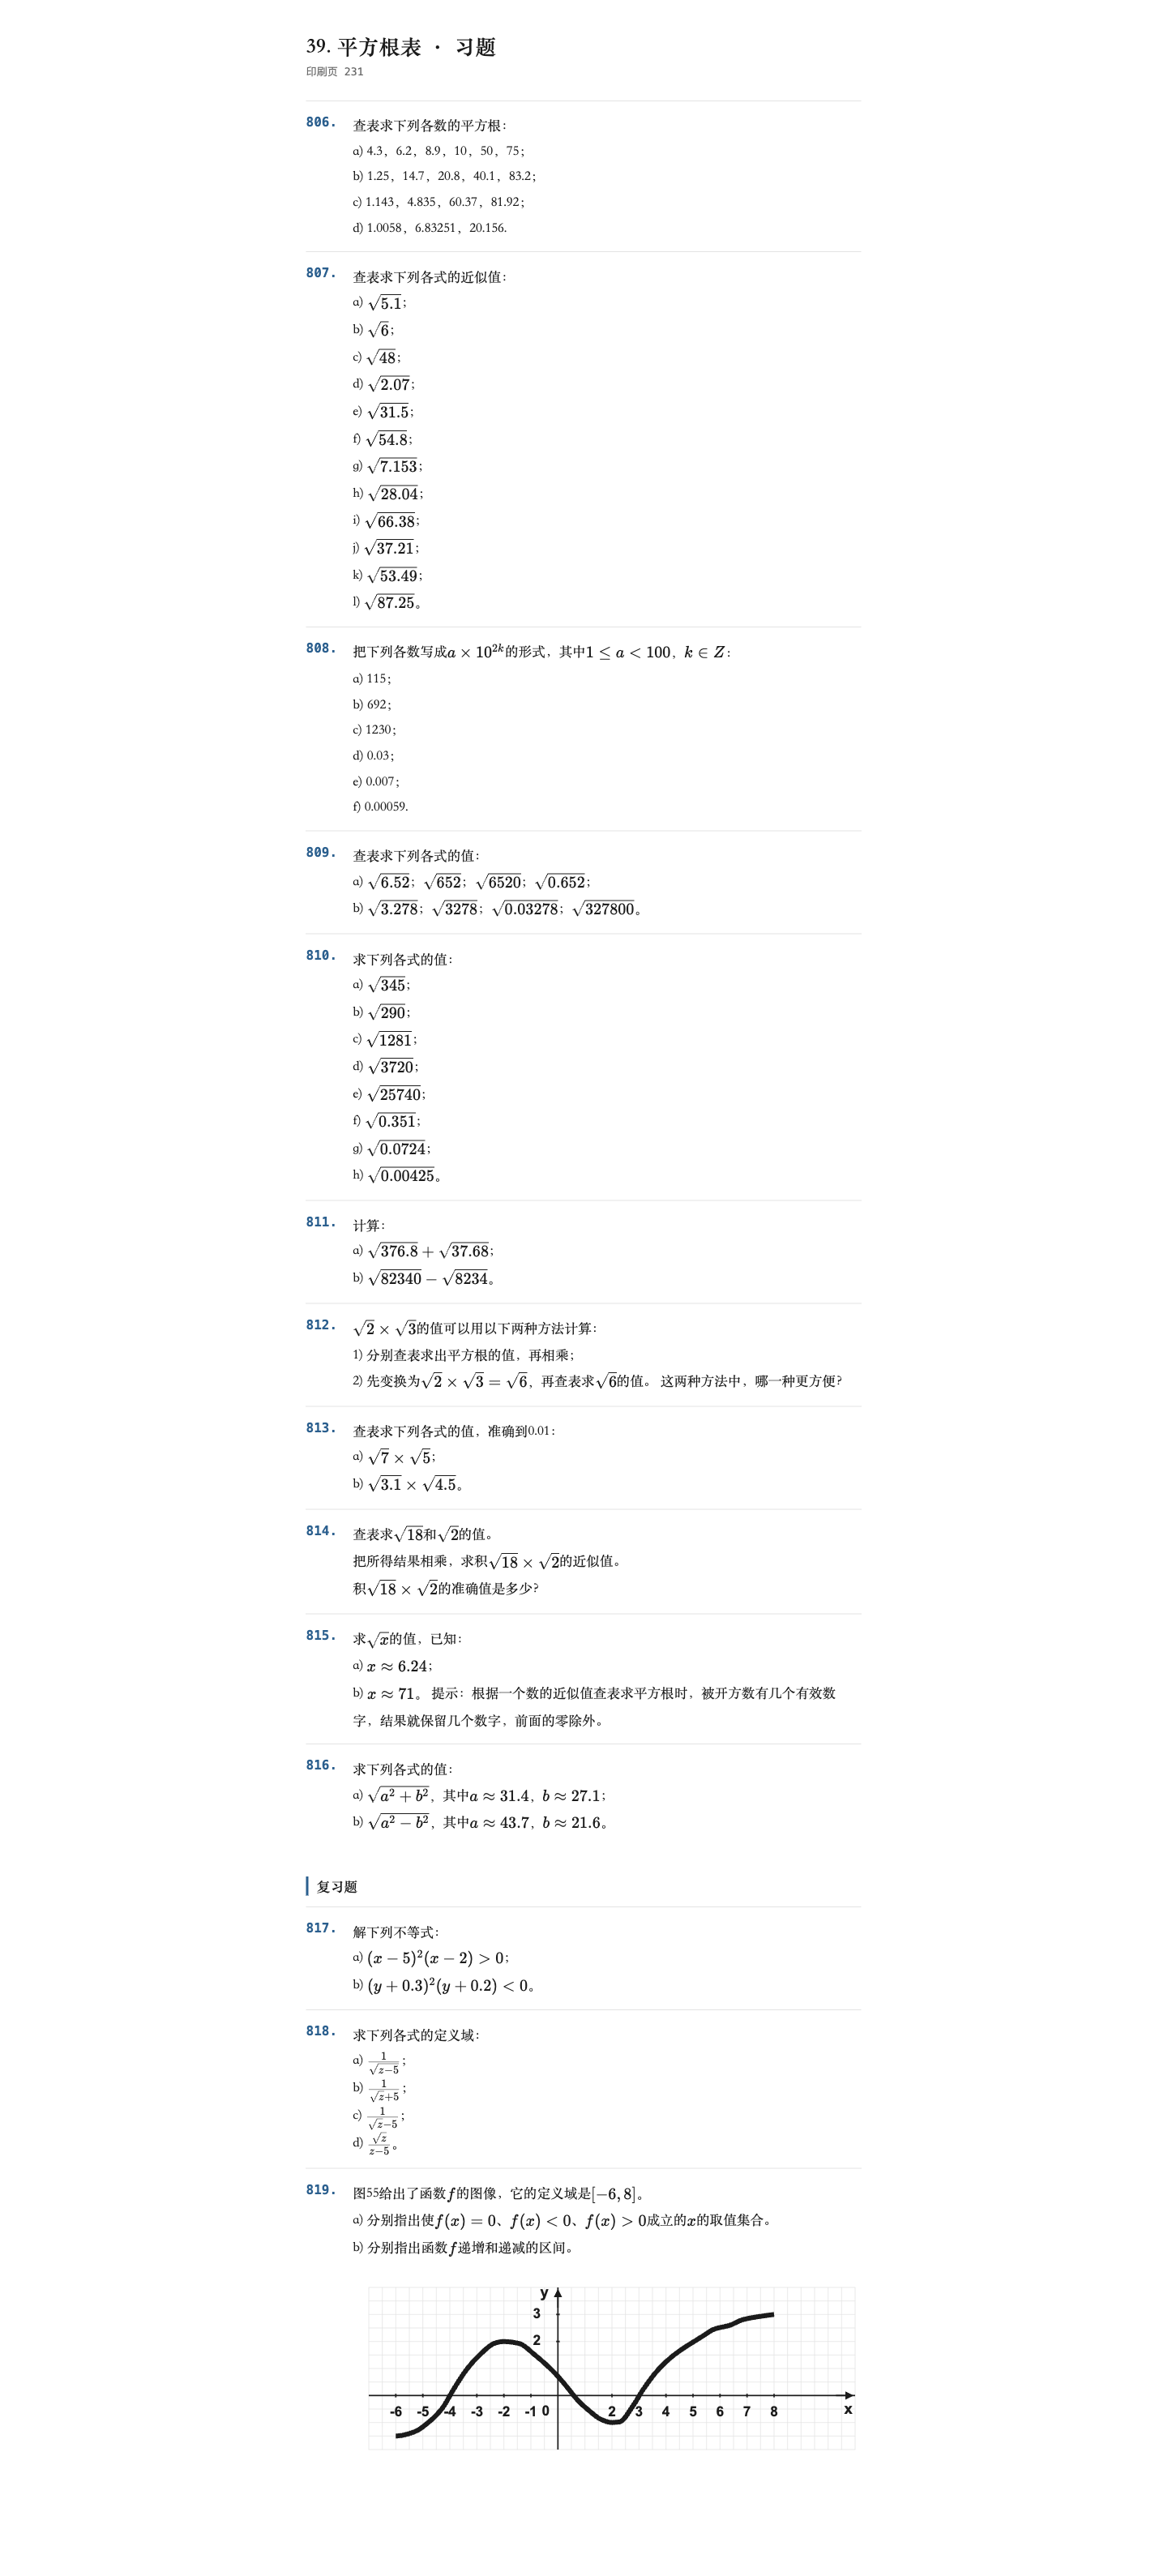 39. 平方根表 · 习题
印刷页 231
806. 查表求下列各数的平方根：
a) 4.3，6.2，8.9，10，50，75；
b) 1.25，14.7，20.8，40.1，83.2；
c) 1.143，4.835，60.37，81.92；
d) 1.0058，6.83251，20.156.
807. 查表求下列各式的近似值：
a) √5.1；
b) √6；
c) √48；
d) √2.07；
e) √31.5；
f) √54.8；
g) √7.153；
h) √28.04；
i) √66.38；
j) √37.21；
k) √53.49；
l) √87.25。
808. 把下列各数写成a × 10²ᵏ的形式，其中1 ≤ a < 100，k ∈ Z：
a) 115；
b) 692；
c) 1230；
d) 0.03；
e) 0.007；
f) 0.00059.
809. 查表求下列各式的值：
a) √6.52；√652；√6520；√0.652；
b) √3.278；√3278；√0.03278；√327800。
810. 求下列各式的值：
a) √345；
b) √290；
c) √1281；
d) √3720；
e) √25740；
f) √0.351；
g) √0.0724；
h) √0.00425。
811. 计算：
a) √376.8 + √37.68；
b) √82340 − √8234。
812. √2 × √3的值可以用以下两种方法计算：
1) 分别查表求出平方根的值，再相乘；
2) 先变换为√2 × √3 = √6，再查表求√6的值。 这两种方法中，哪一种更方便？
813. 查表求下列各式的值，准确到0.01：
a) √7 × √5；
b) √3.1 × √4.5。
814. 查表求√18和√2的值。
把所得结果相乘，求积√18 × √2的近似值。
积√18 × √2的准确值是多少？
815. 求√x的值，已知：
a) x ≈ 6.24；
b) x ≈ 71。 提示：根据一个数的近似值查表求平方根时，被开方数有几个有效数
字，结果就保留几个数字，前面的零除外。
816. 求下列各式的值：
a) √(a² + b²)，其中a ≈ 31.4，b ≈ 27.1；
b) √(a² − b²)，其中a ≈ 43.7，b ≈ 21.6。
复习题
817. 解下列不等式：
a) (x − 5)²(x − 2) > 0；
b) (y + 0.3)²(y + 0.2) < 0。
818. 求下列各式的定义域：
a) 1/√(z−5)；
b) 1/(√z+5)；
c) 1/(√z−5)；
d) √z/(z−5)。
819. 图55给出了函数f的图像，它的定义域是[−6, 8]。
a) 分别指出使f(x) = 0、f(x) < 0、f(x) > 0成立的x的取值集合。
b) 分别指出函数f递增和递减的区间。
y
3
2
-6 -5 -4 -3 -2 -1 0 2 3 4 5 6 7 8 x